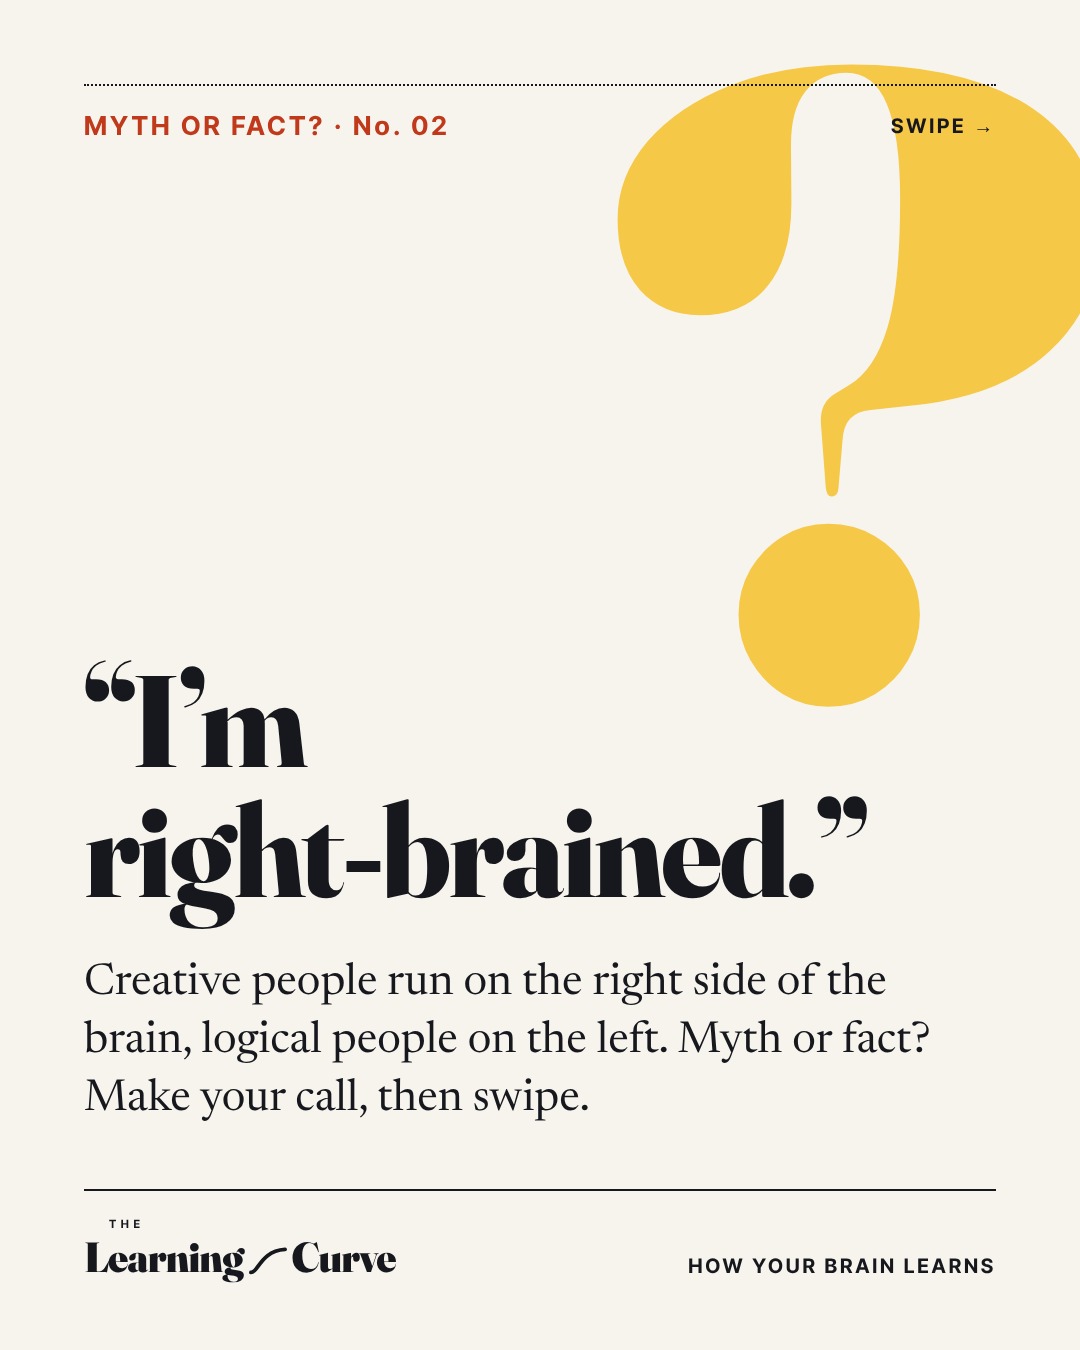 MYTH OR FACT? · No. 02
SWIPE →
?
“I’m
right-brained.”
Creative people run on the right side of the
brain, logical people on the left. Myth or fact?
Make your call, then swipe.
THE
Learning Curve
HOW YOUR BRAIN LEARNS